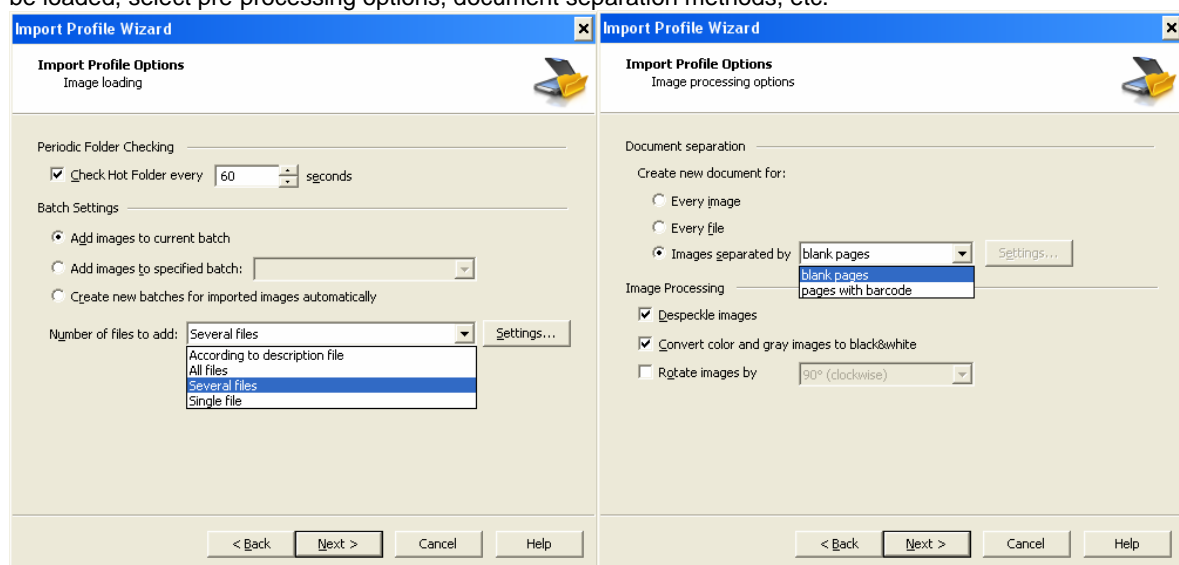 be loaded, select pre-processing options, document separation methods, etc.
Import Profile Wizard
Import Profile Options
Image loading
Periodic Folder Checking
Check Hot Folder every 60 seconds
Batch Settings
Add images to current batch
Add images to specified batch:
Create new batches for imported images automatically
Number of files to add: Several files Settings...
According to description file
All files
Several files
Single file
< Back Next > Cancel Help
Import Profile Wizard
Import Profile Options
Image processing options
Document separation
Create new document for:
Every image
Every file
Images separated by blank pages Settings...
blank pages
pages with barcode
Image Processing
Despeckle images
Convert color and gray images to black&white
Rotate images by 90° (clockwise)
< Back Next > Cancel Help